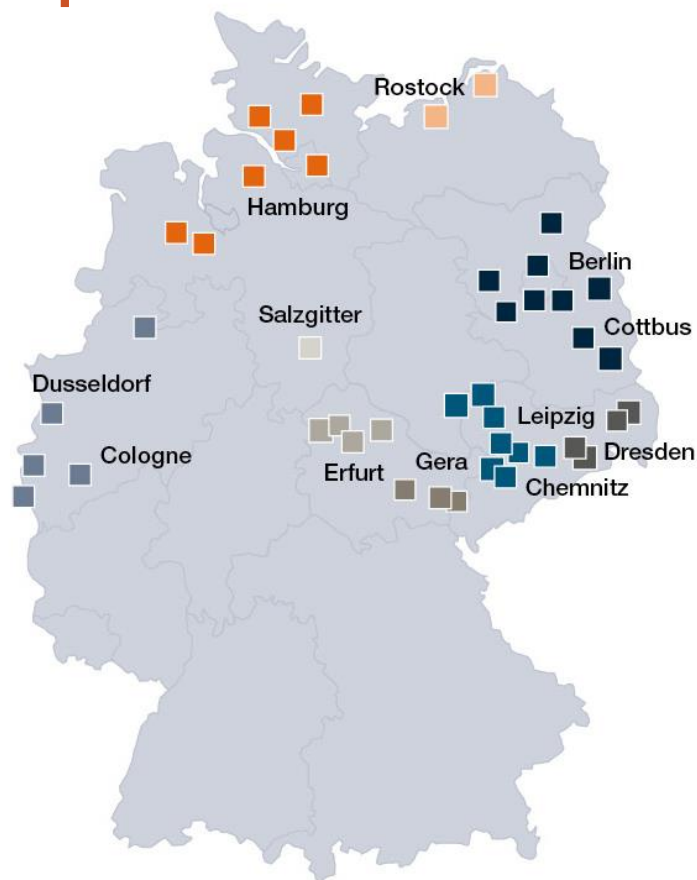 Rostock
Hamburg
Berlin
Salzgitter
Cottbus
Dusseldorf
Leipzig
Cologne
Dresden
Erfurt
Gera
Chemnitz